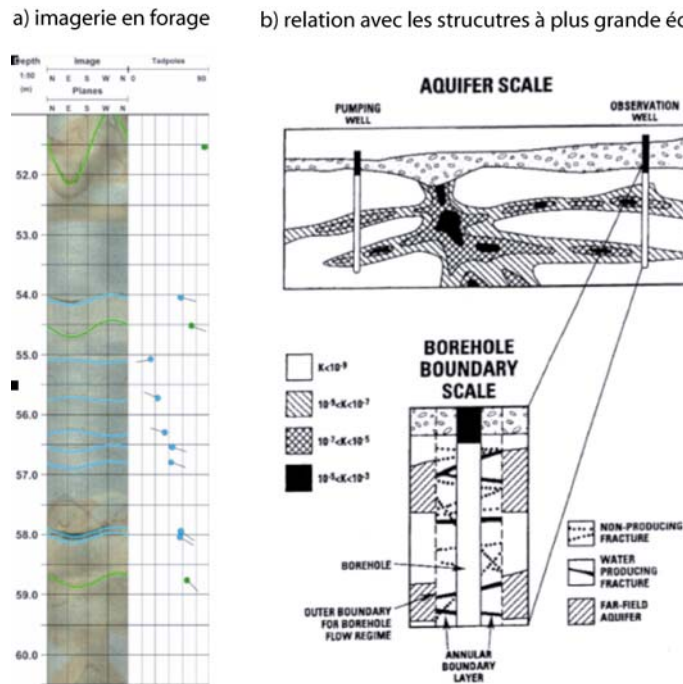 a) imagerie en forage
b) relation avec les strucutres à plus grande éc
Depth
1:50
(m)
Image
N E S W N
Planes
N E S W N
Tadpoles
0 90
52.0
53.0
54.0
55.0
56.0
57.0
58.0
59.0
60.0
AQUIFER SCALE
PUMPING
WELL
OBSERVATION
WELL
K<10⁻⁹
10⁻⁹<K<10⁻⁷
10⁻⁷<K<10⁻⁵
10⁻⁵<K<10⁻³
BOREHOLE
BOUNDARY
SCALE
BOREHOLE
OUTER BOUNDARY
FOR BOREHOLE
FLOW REGIME
ANNULAR
BOUNDARY
LAYER
NON-PRODUCING
FRACTURE
WATER
PRODUCING
FRACTURE
FAR-FIELD
AQUIFER